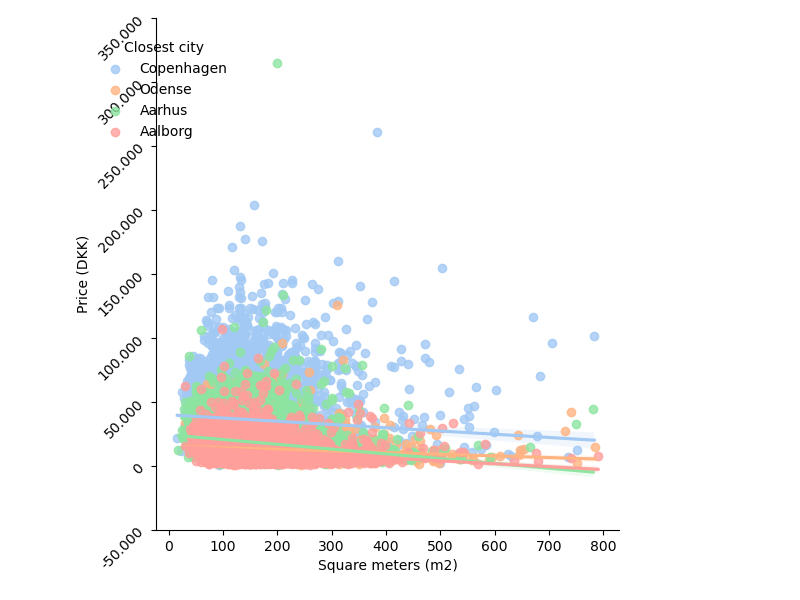 350.000
300.000
250.000
200.000
150.000
100.000
50.000
0
-50.000
Price (DKK)
Closest city
Copenhagen
Odense
Aarhus
Aalborg
0 100 200 300 400 500 600 700 800
Square meters (m2)